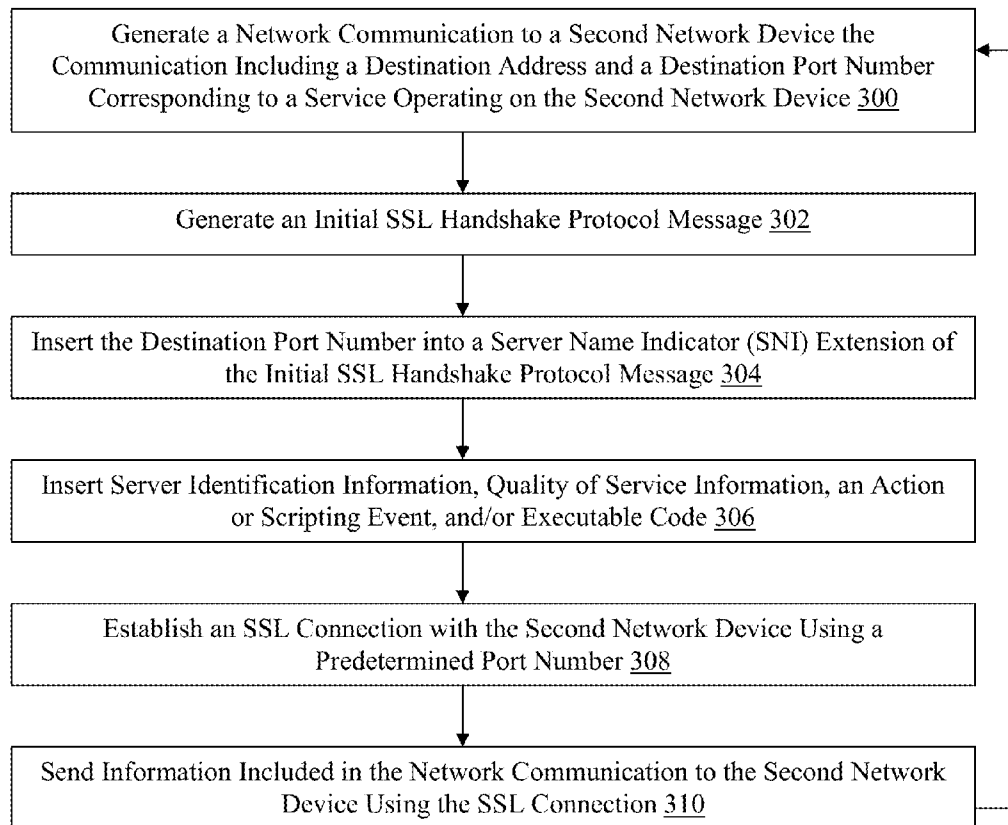 Generate a Network Communication to a Second Network Device the
Communication Including a Destination Address and a Destination Port Number
Corresponding to a Service Operating on the Second Network Device 300
Generate an Initial SSL Handshake Protocol Message 302
Insert the Destination Port Number into a Server Name Indicator (SNI) Extension of
the Initial SSL Handshake Protocol Message 304
Insert Server Identification Information, Quality of Service Information, an Action
or Scripting Event, and/or Executable Code 306
Establish an SSL Connection with the Second Network Device Using a
Predetermined Port Number 308
Send Information Included in the Network Communication to the Second Network
Device Using the SSL Connection 310